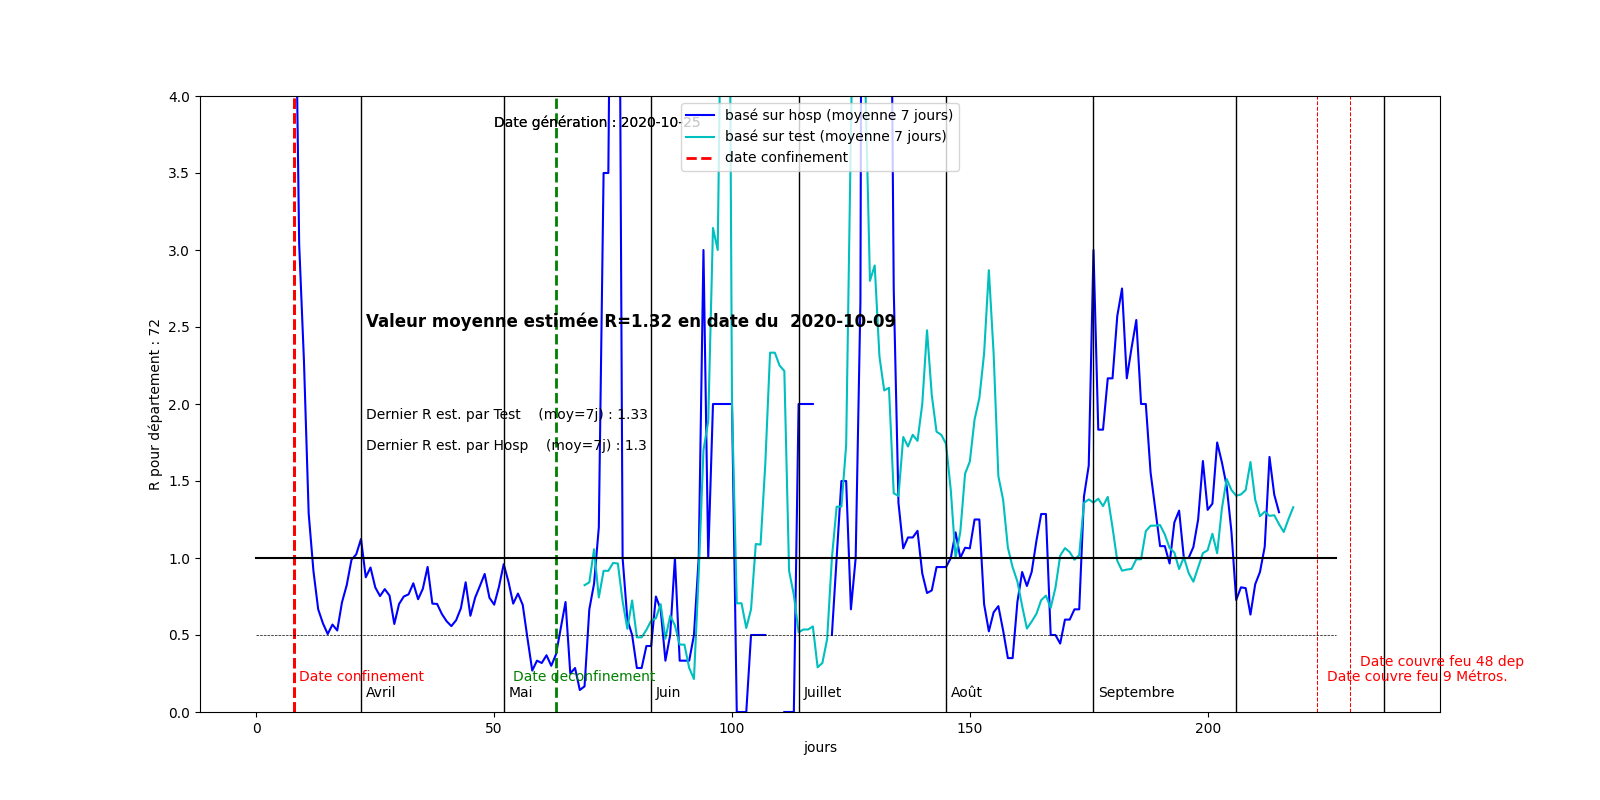 4.0
3.5
3.0
2.5
2.0
1.5
1.0
0.5
0.0
R pour département : 72
Date génération : 2020-10-25
basé sur hosp (moyenne 7 jours)
basé sur test (moyenne 7 jours)
date confinement
Valeur moyenne estimée R=1.32 en date du  2020-10-09
Dernier R est. par Test    (moy=7j) : 1.33
Dernier R est. par Hosp    (moy=7j) : 1.3
Date couvre feu 48 dep
Date confinement
Date déconfinement
Date couvre feu 9 Métros.
Avril
Mai
Juin
Juillet
Août
Septembre
0
50
100
150
200
jours